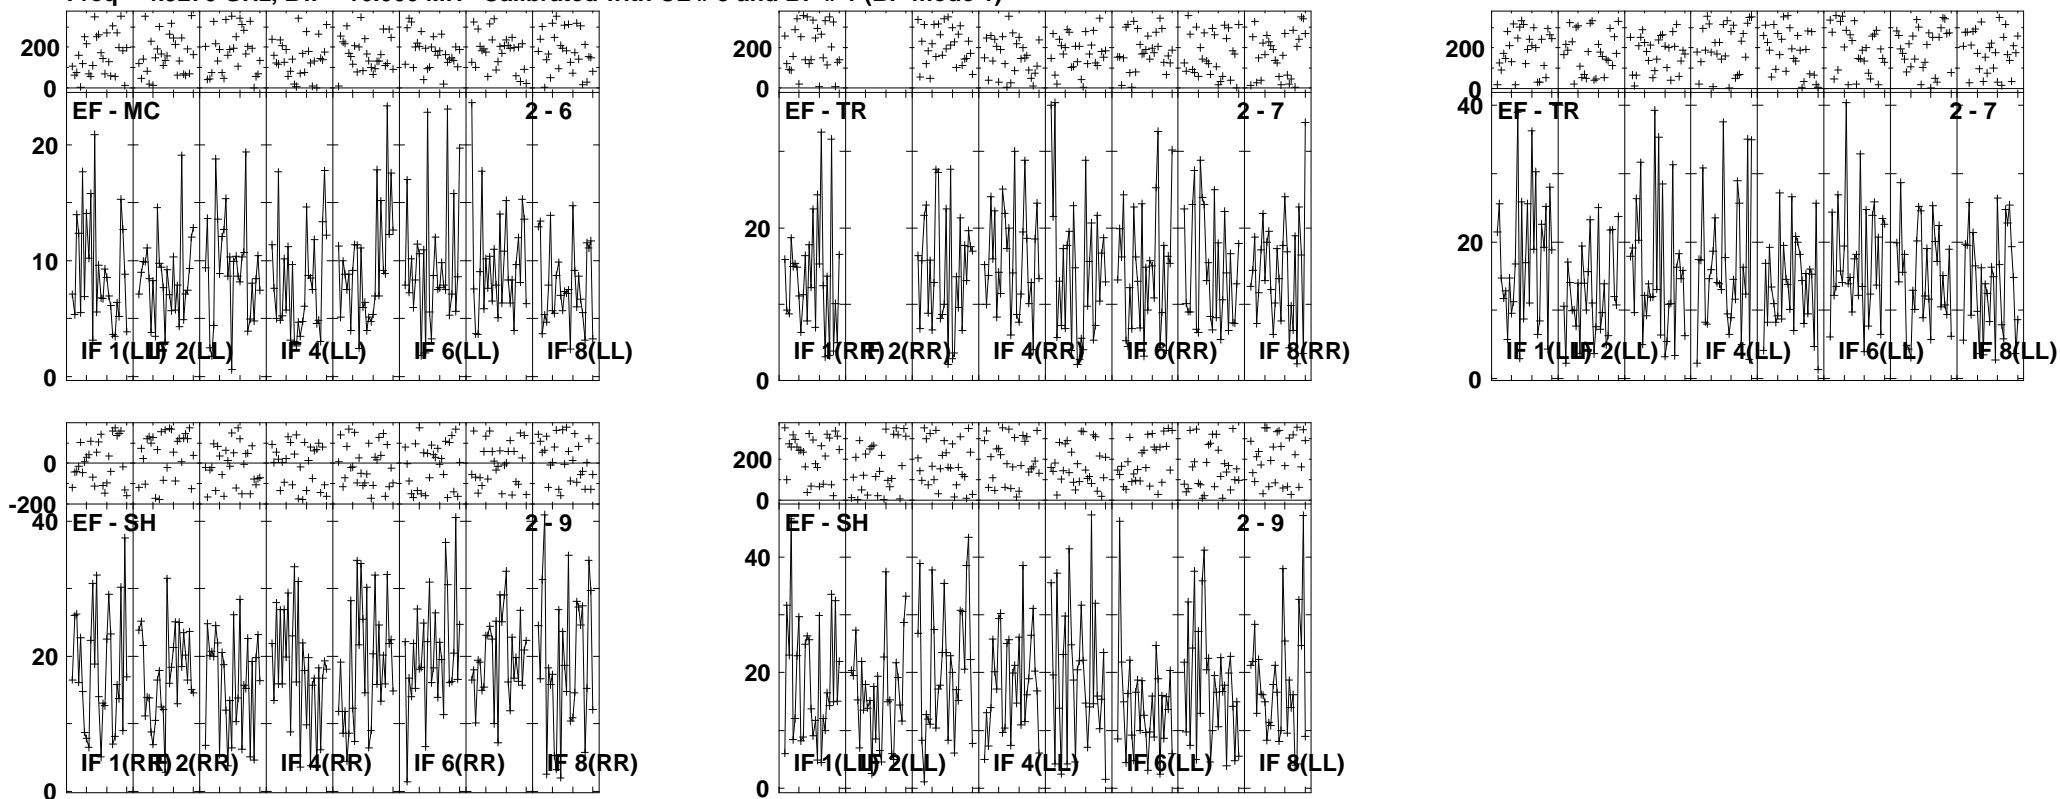 200
0
EF - MC
2 - 6
20
10
0
IF 1(LL)
IF 2(LL)
IF 4(LL)
IF 6(LL)
IF 8(LL)
200
0
EF - TR
2 - 7
20
0
IF 1(RR)
IF 2(RR)
IF 4(RR)
IF 6(RR)
IF 8(RR)
200
0
40
EF - TR
2 - 7
20
0
IF 1(LL)
IF 2(LL)
IF 4(LL)
IF 6(LL)
IF 8(LL)
0
-200
40
EF - SH
2 - 9
20
0
IF 1(RR)
IF 2(RR)
IF 4(RR)
IF 6(RR)
IF 8(RR)
200
0
EF - SH
2 - 9
40
20
0
IF 1(LL)
IF 2(LL)
IF 4(LL)
IF 6(LL)
IF 8(LL)